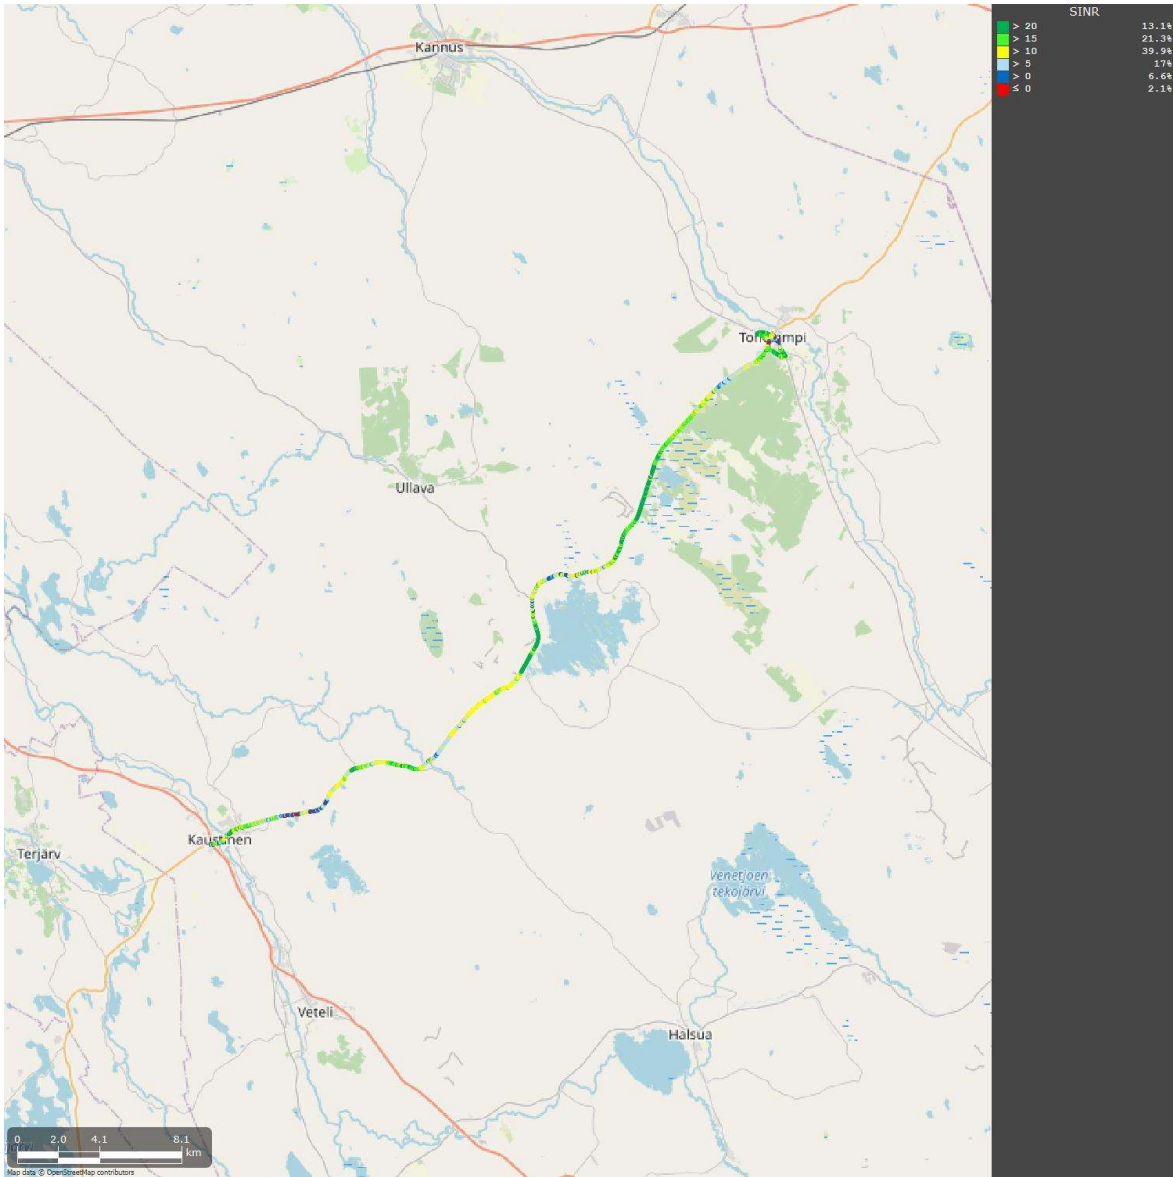 SINR
> 20 13.1%
> 15 21.3%
> 10 39.9%
> 5 17%
> 0 6.6%
≤ 0 2.1%
Kannus
Ullava
Kaustinen
Terjärv
Venetjoen
tekojärvi
Veteli
Halsua
0 2.0 4.1 8.1
km
Map data © OpenStreetMap contributors